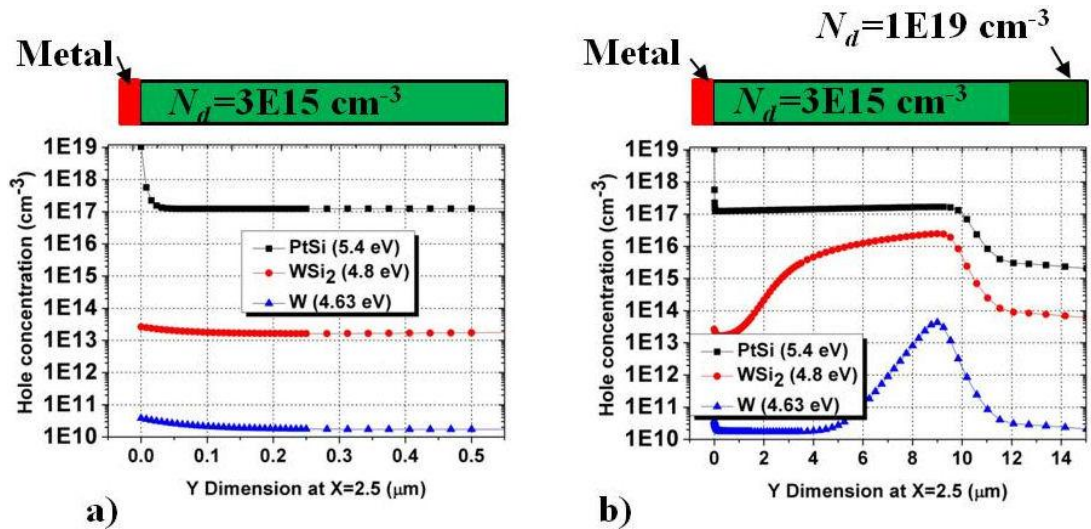 Metal
N_d=3E15 cm⁻³
1E19
1E18
1E17
1E16
1E15
1E14
1E13
1E12
1E11
1E10
Hole concentration (cm⁻³)
PtSi (5.4 eV)
WSi₂ (4.8 eV)
W (4.63 eV)
0.0 0.1 0.2 0.3 0.4 0.5
Y Dimension at X=2.5 (μm)
a)
N_d=1E19 cm⁻³
Metal
N_d=3E15 cm⁻³
1E19
1E18
1E17
1E16
1E15
1E14
1E13
1E12
1E11
1E10
Hole concentration (cm⁻³)
PtSi (5.4 eV)
WSi₂ (4.8 eV)
W (4.63 eV)
0 2 4 6 8 10 12 14
Y Dimension at X=2.5 (μm)
b)